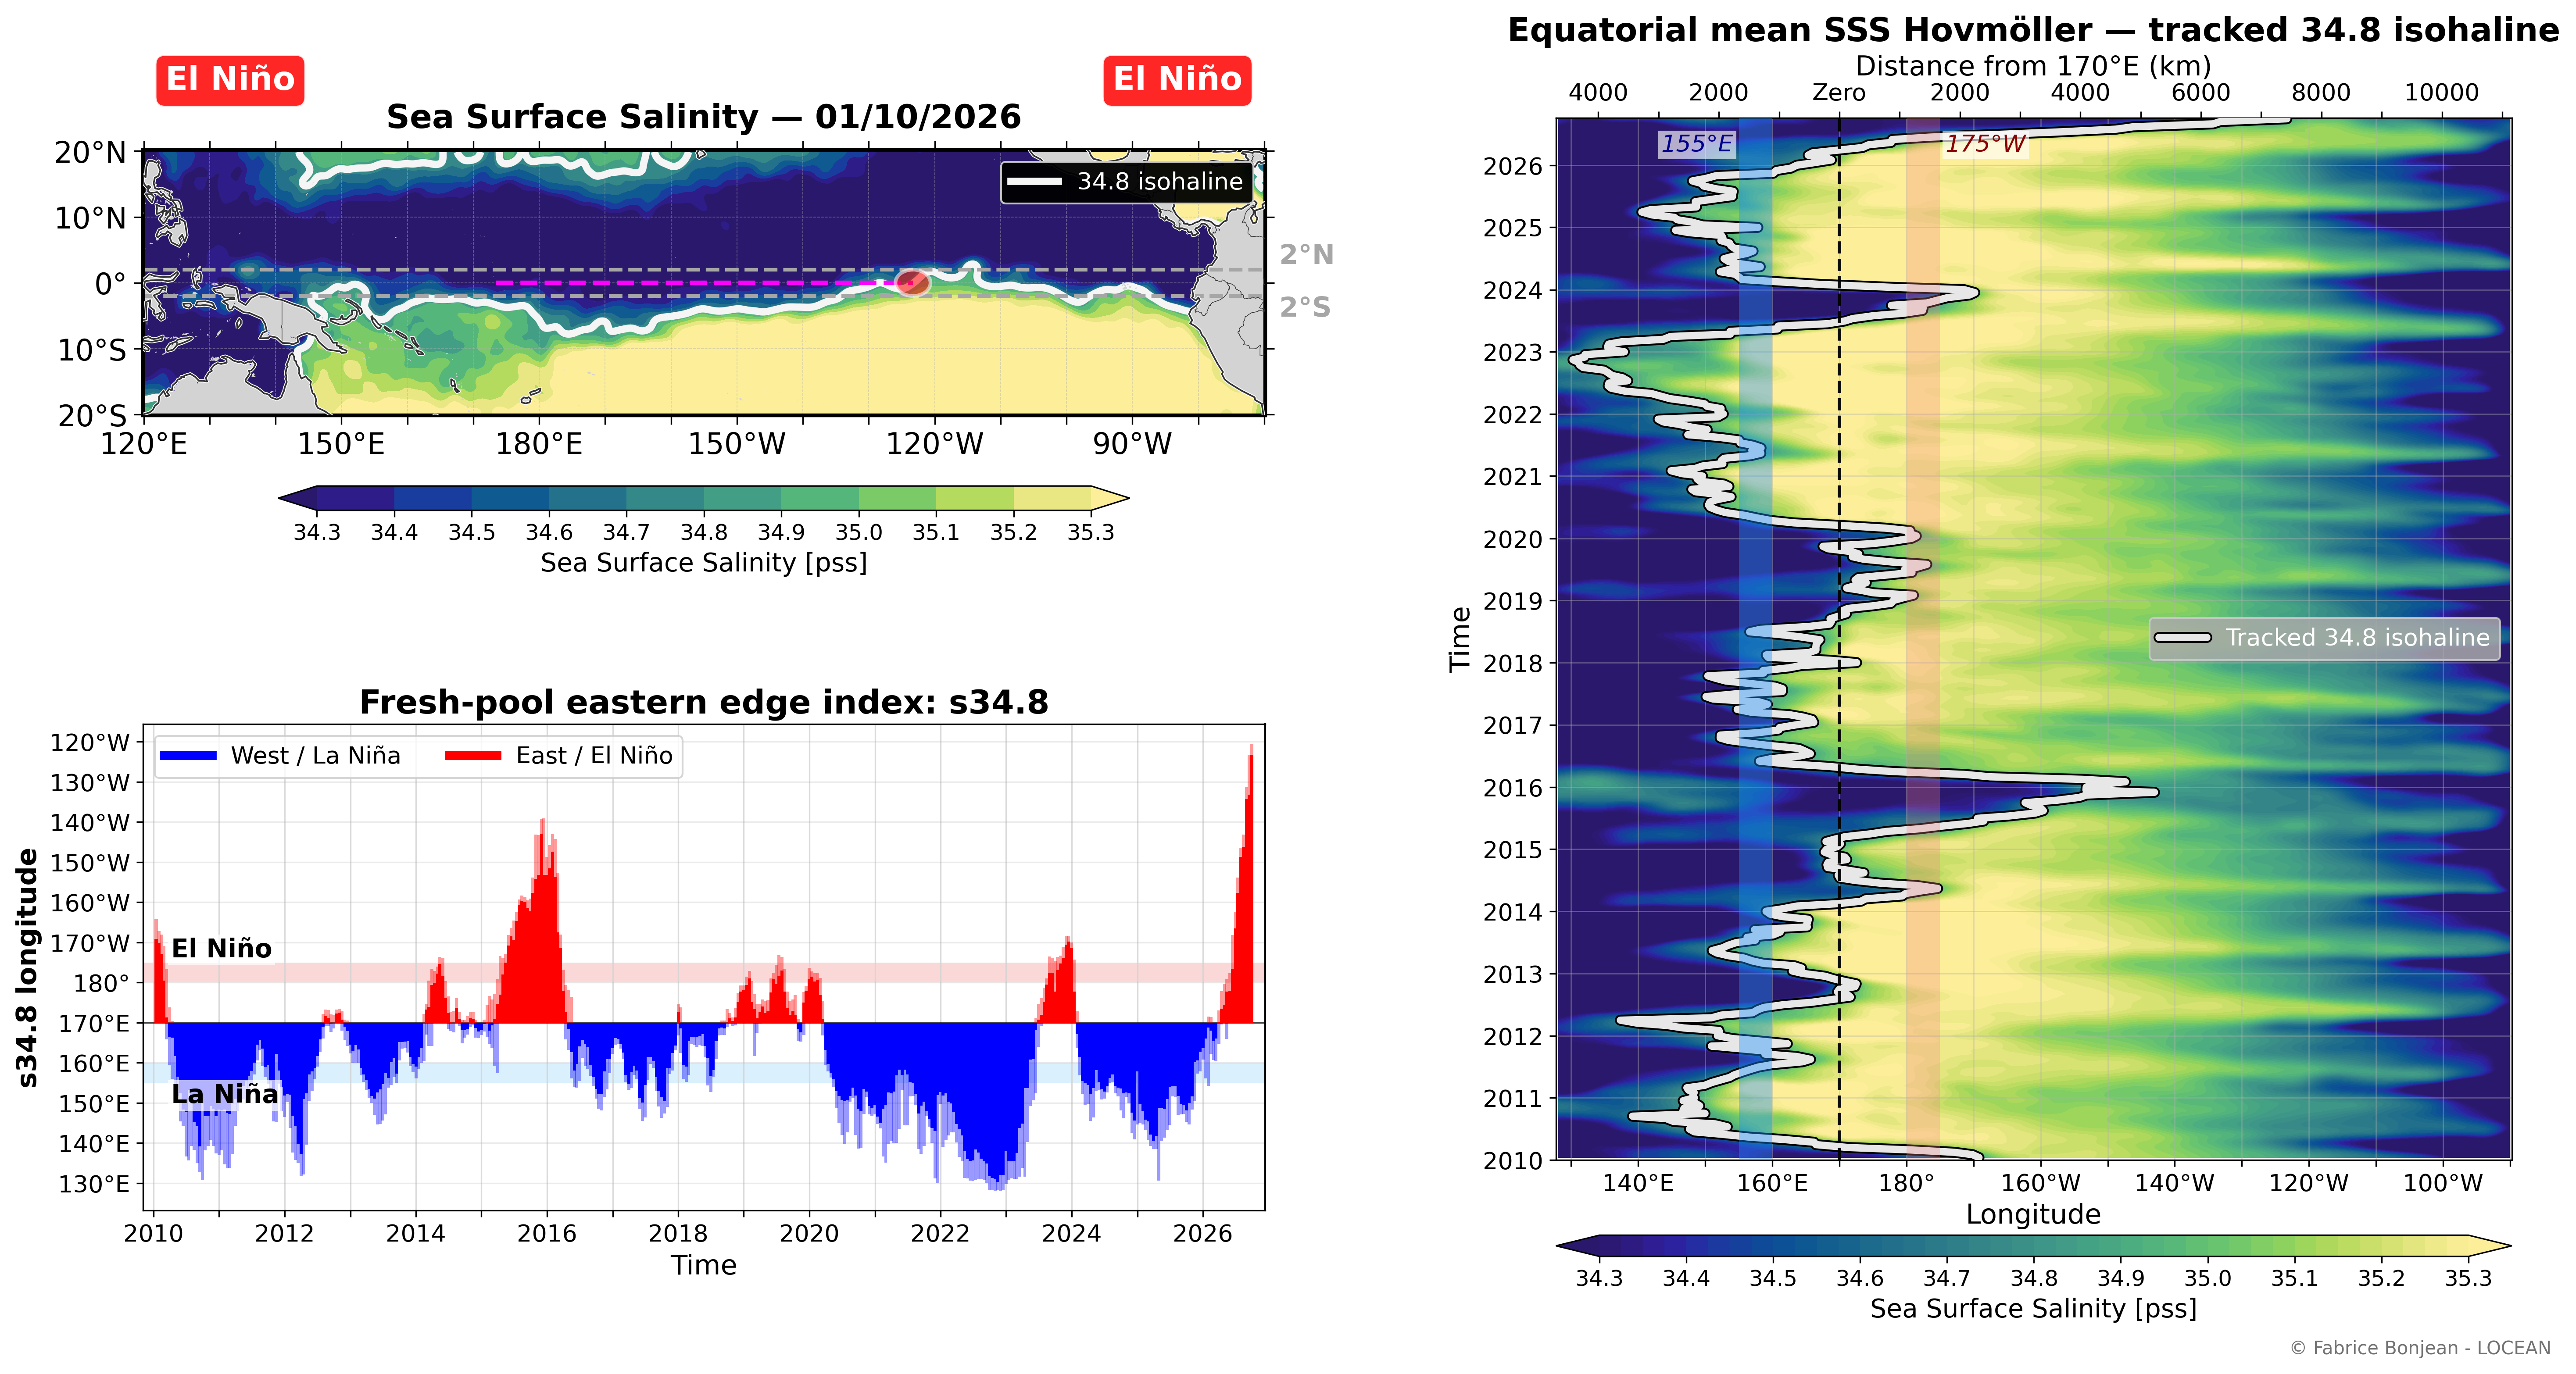 El Niño
El Niño
Sea Surface Salinity — 01/10/2026
20°N
10°N
0°
10°S
20°S
34.8 isohaline
2°N
2°S
120°E 150°E 180°E 150°W 120°W 90°W
34.3 34.4 34.5 34.6 34.7 34.8 34.9 35.0 35.1 35.2 35.3
Sea Surface Salinity [pss]
Fresh-pool eastern edge index: s34.8
West / La Niña East / El Niño
s34.8 longitude
120°W
130°W
140°W
150°W
160°W
170°W
180°
170°E
160°E
150°E
140°E
130°E
El Niño
La Niña
2010 2012 2014 2016 2018 2020 2022 2024 2026
Time
Equatorial mean SSS Hovmöller — tracked 34.8 isohaline
Distance from 170°E (km)
4000 2000 Zero 2000 4000 6000 8000 10000
155°E 175°W
Time
2026
2025
2024
2023
2022
2021
2020
2019
2018
2017
2016
2015
2014
2013
2012
2011
2010
Tracked 34.8 isohaline
140°E 160°E 180° 160°W 140°W 120°W 100°W
Longitude
34.3 34.4 34.5 34.6 34.7 34.8 34.9 35.0 35.1 35.2 35.3
Sea Surface Salinity [pss]
© Fabrice Bonjean - LOCEAN